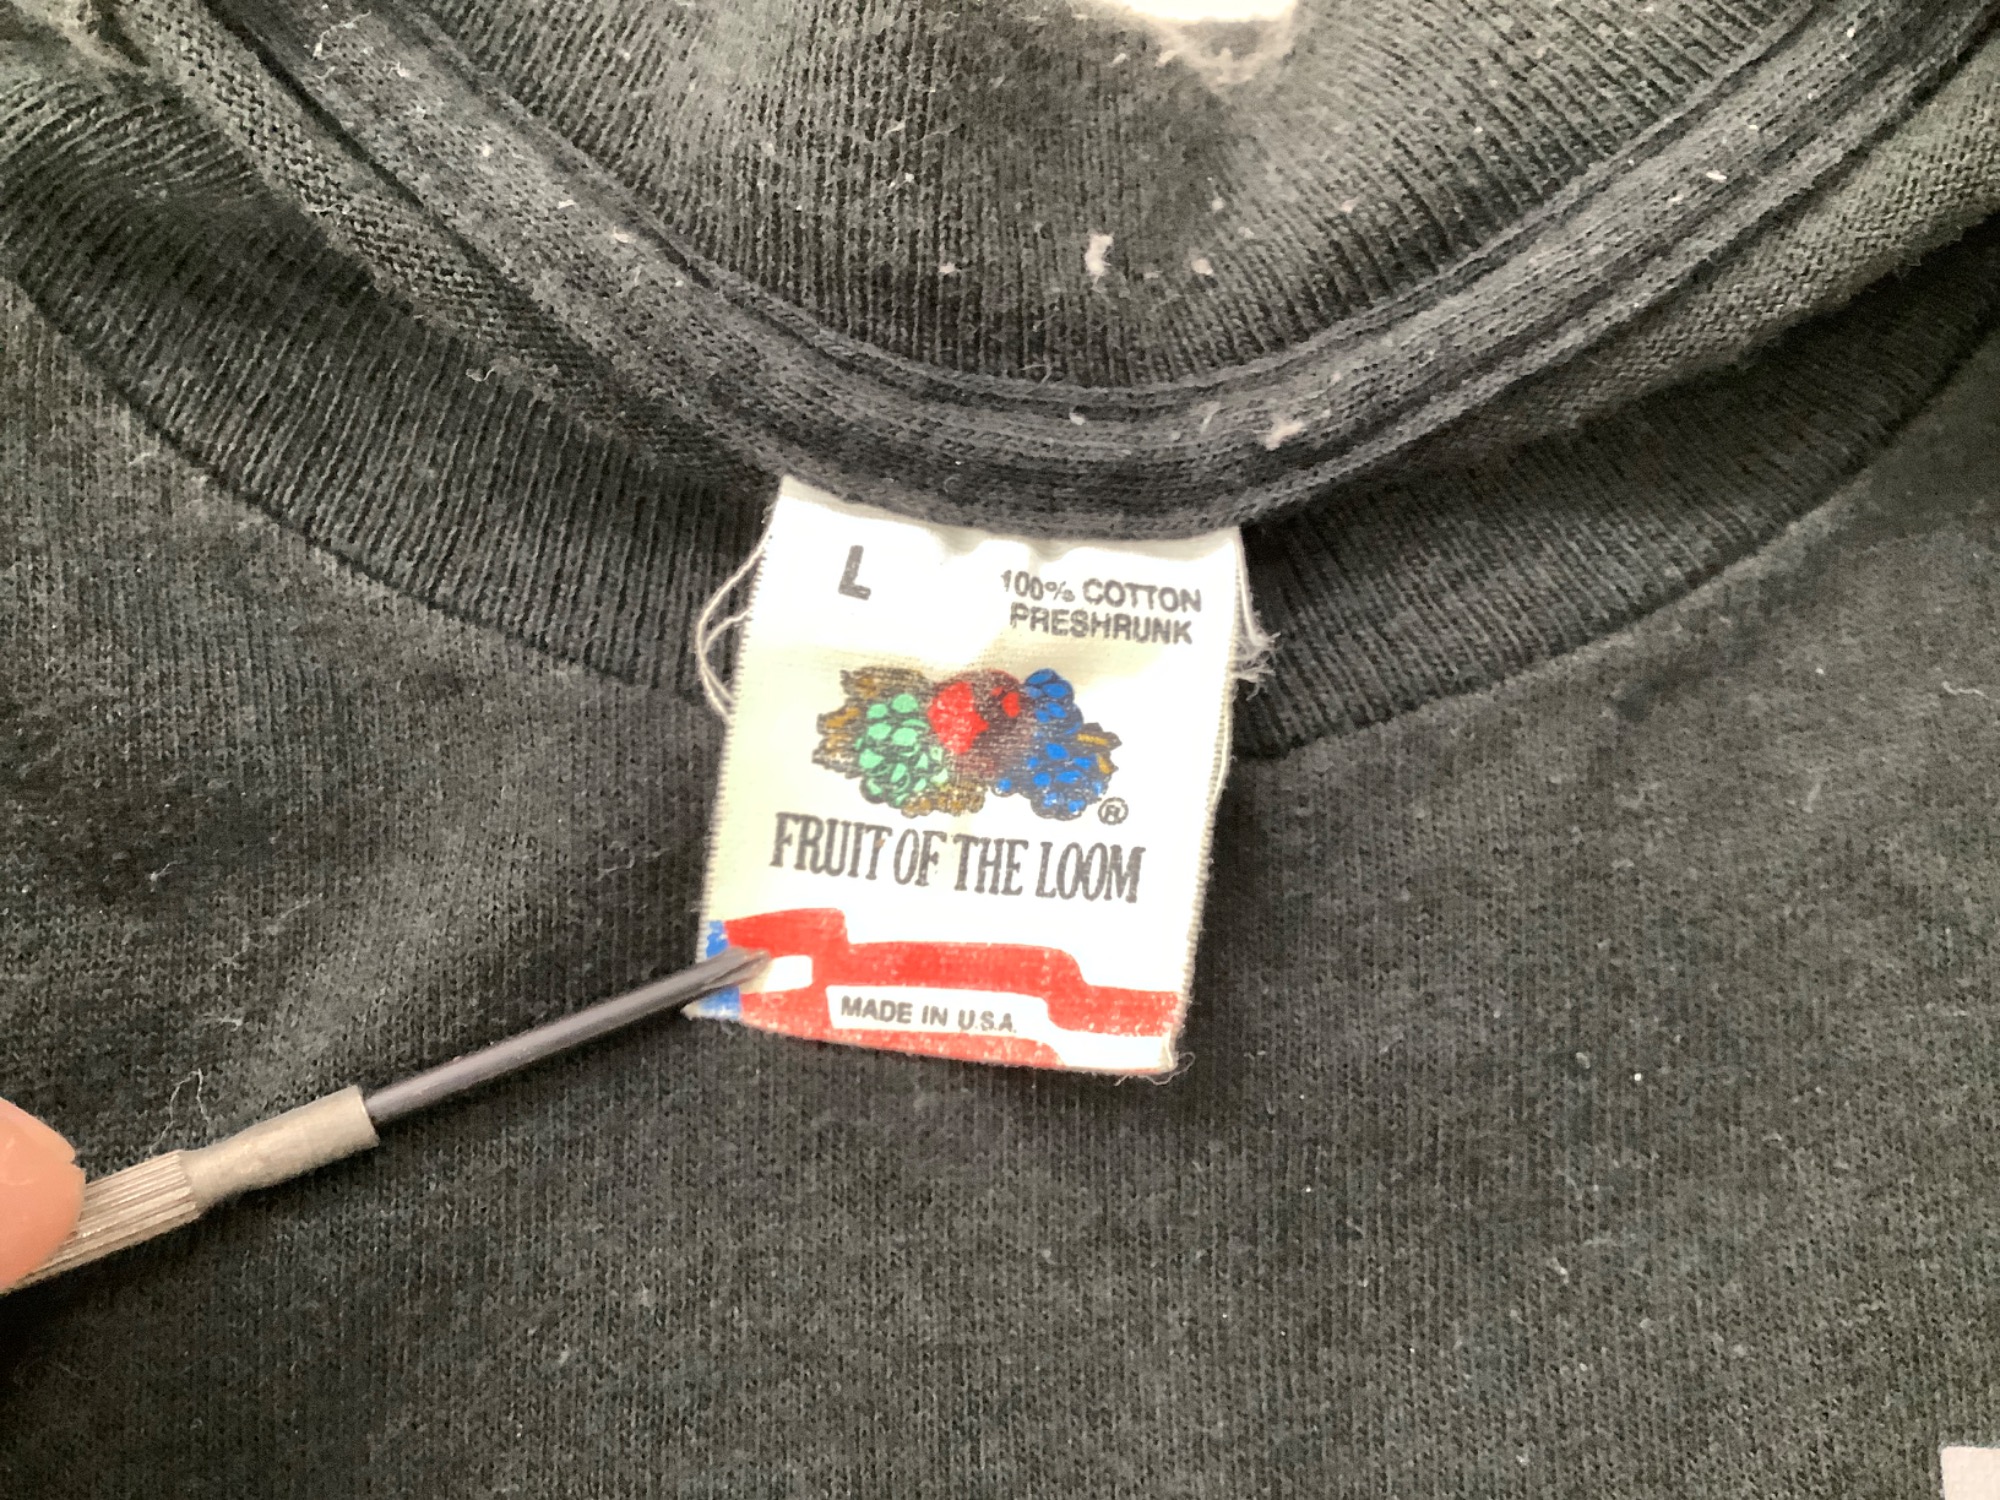 L
100% COTTON
PRESHRUNK
®
FRUIT OF THE LOOM
MADE IN U.S.A.